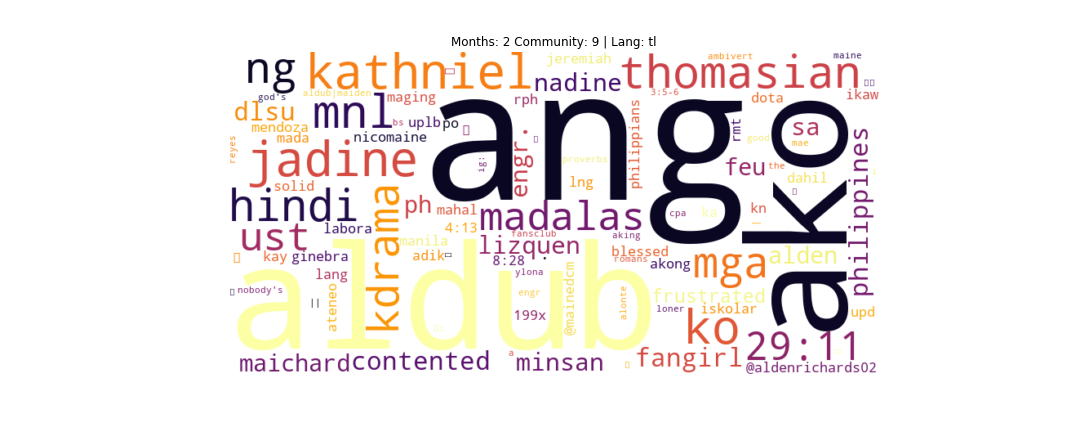 Months: 2 Community: 9 | Lang: tl
ng kathniel jeremiah nadine ambivert thomasian maine
god's aldubjmaiden maging rph 3:5-6 dota ikaw
dlsu mnl bs uplb po ang ako
mendoza mada nicomaine engr. philippians rmt sa good mae
reyes jadine ig: proverbs feu the dahil
solid lng cpa ka kn philippines
hindi kdrama ph mahal madalas
ust labora 4:13 fansclub aking
manila lizquen blessed mga alden
kay ginebra adik 8:28 . romans akong
lang ylona
nobody's aldub @mainedcm frustrated
|| ateneo engr alonte loner iskolar upd
199x ko
maichard contented a minsan fangirl 29:11
@aldenrichards02